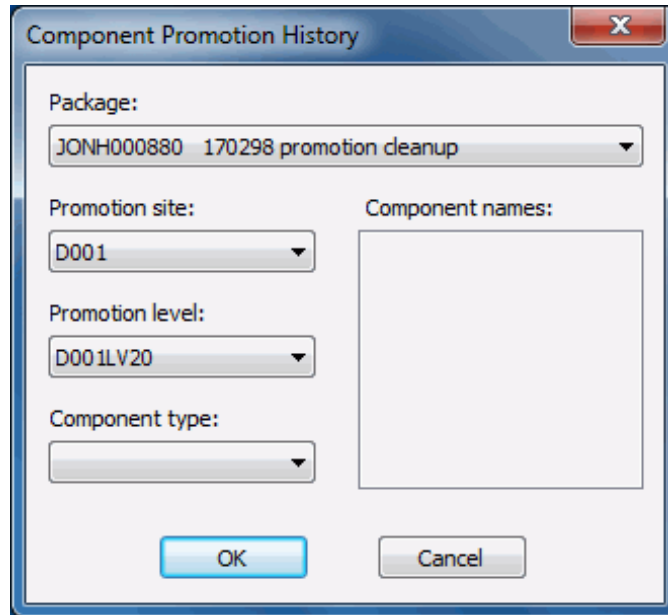 Component Promotion History
Package:
JONH000880 170298 promotion cleanup
Promotion site:
D001
Promotion level:
D001LV20
Component type:
Component names:
OK
Cancel